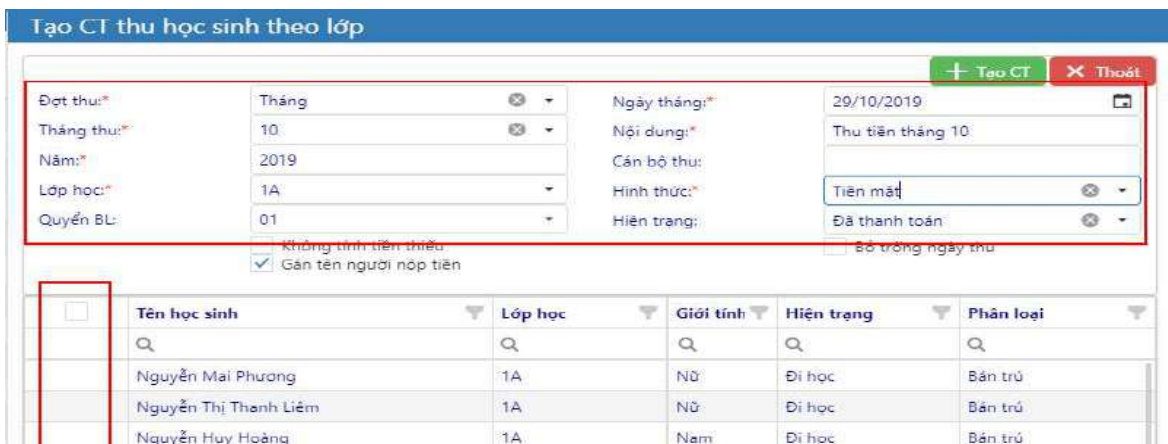 Tạo CT thu học sinh theo lớp
Tạo CT Thoát
Đợt thu:* Tháng Ngày tháng:* 29/10/2019
Tháng thu:* 10 Nội dung:* Thu tiền tháng 10
Năm:* 2019 Cán bộ thu:
Lớp học:* 1A Hình thức:* Tiền mặt
Quyển BL: 01 Hiện trạng: Đã thanh toán
Không tính tiền thiếu Bỏ trống ngày thu
Gán tên người nộp tiền
Tên học sinh Lớp học Giới tính Hiện trạng Phân loại
Nguyễn Mai Phương 1A Nữ Đi học Bán trú
Nguyễn Thị Thanh Liêm 1A Nữ Đi học Bán trú
Nguyễn Huy Hoàng 1A Nam Đi học Bán trú